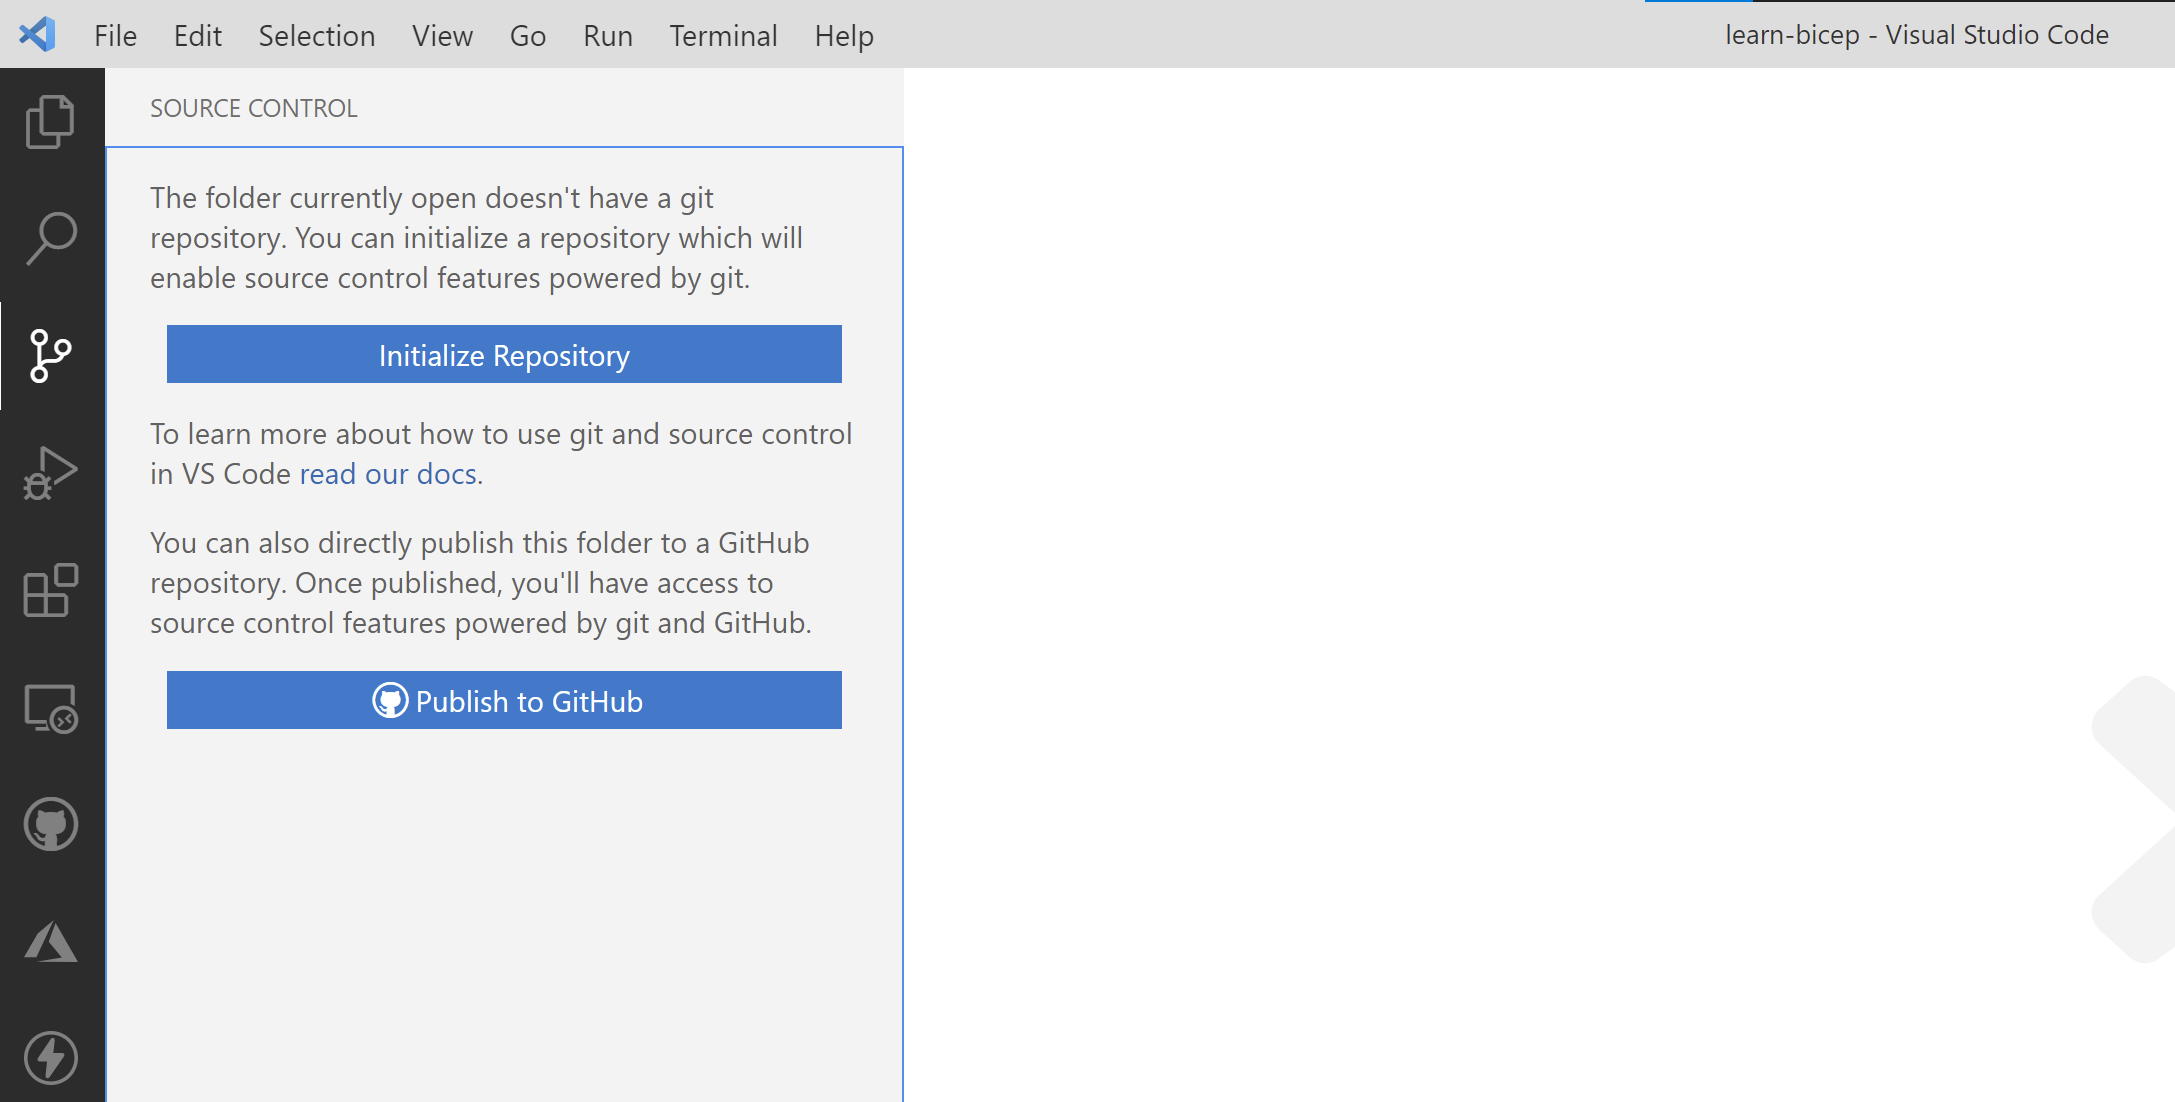 File Edit Selection View Go Run Terminal Help learn-bicep - Visual Studio Code
SOURCE CONTROL
The folder currently open doesn't have a git
repository. You can initialize a repository which will
enable source control features powered by git.
Initialize Repository
To learn more about how to use git and source control
in VS Code read our docs.
You can also directly publish this folder to a GitHub
repository. Once published, you'll have access to
source control features powered by git and GitHub.
Publish to GitHub